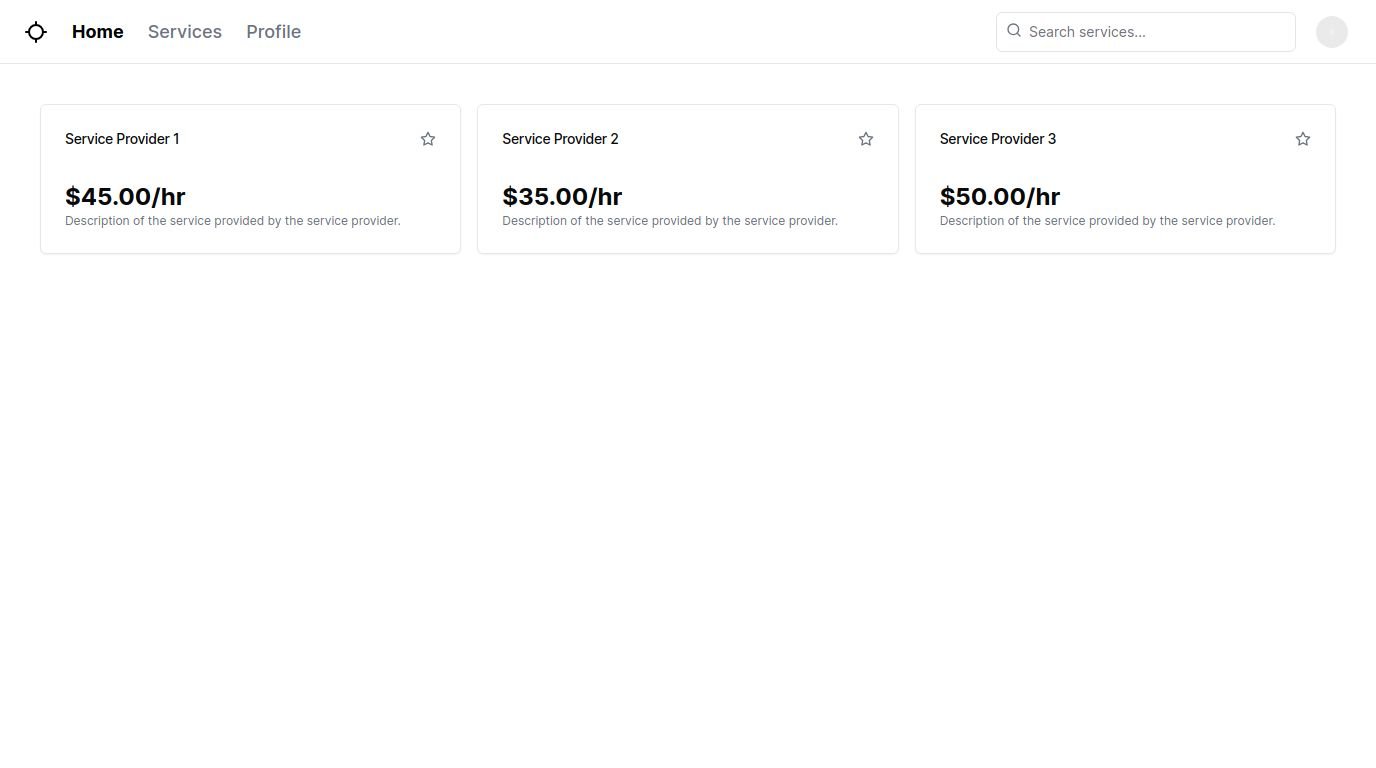 Home Services Profile Search services...
Service Provider 1
$45.00/hr
Description of the service provided by the service provider.
Service Provider 2
$35.00/hr
Description of the service provided by the service provider.
Service Provider 3
$50.00/hr
Description of the service provided by the service provider.